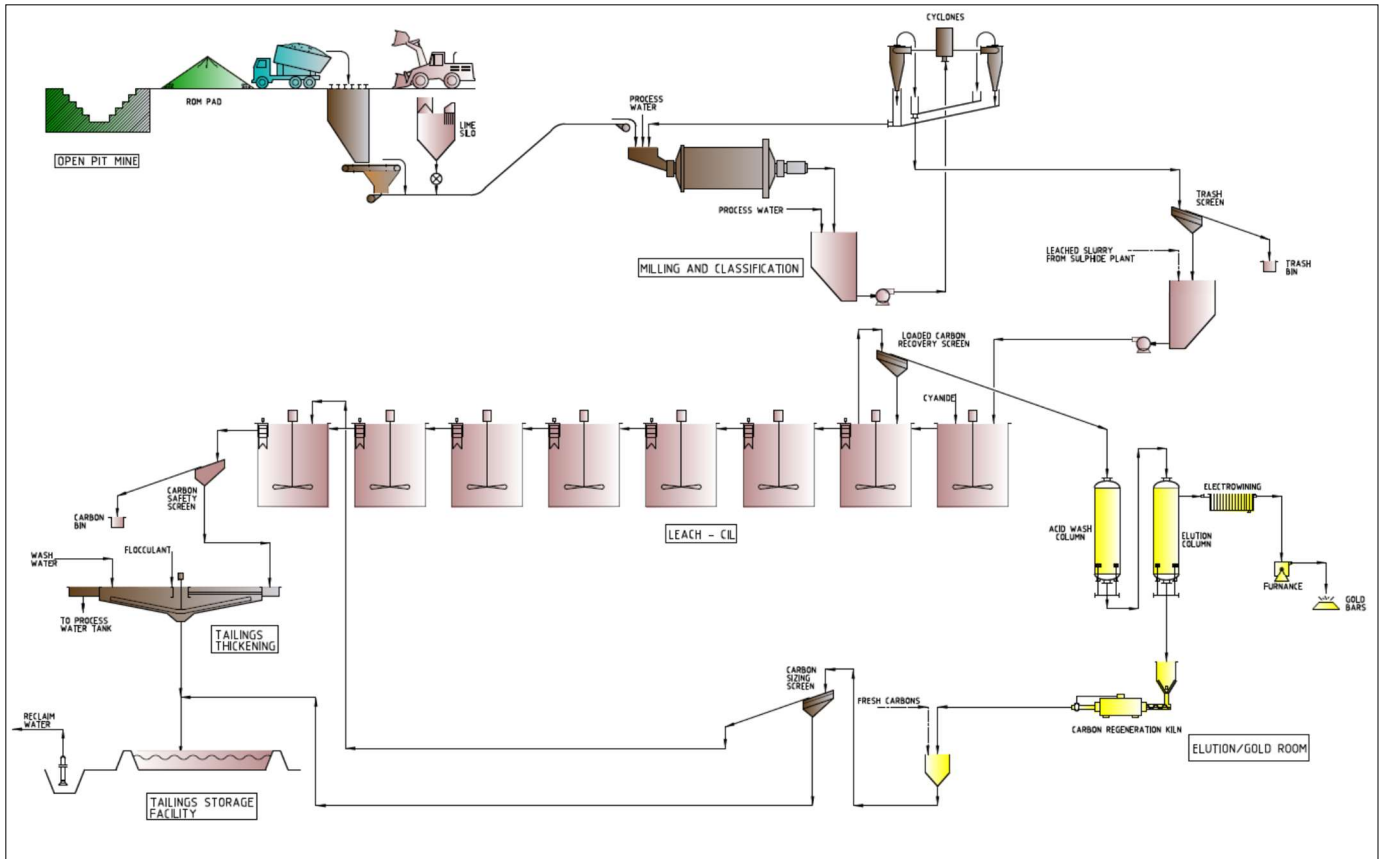 CYCLONES
ROM PAD
PROCESS
WATER
LIME
SILO
OPEN PIT MINE
TRASH
SCREEN
PROCESS WATER
LEACHED SLURRY
FROM SULPHIDE PLANT
TRASH
BIN
MILLING AND CLASSIFICATION
LOADED CARBON
RECOVERY SCREEN
CYANIDE
CARBON
SAFETY
SCREEN
CARBON
BIN
LEACH - CIL
ELECTROWINING
ACID WASH
COLUMN
ELUTION
COLUMN
WASH
WATER
FLOCCULANT
FURNANCE
GOLD
BARS
TO PROCESS
WATER TANK
TAILINGS
THICKENING
CARBON
SIZING
SCREEN
FRESH CARBONS
RECLAIM
WATER
CARBON REGENERATION KILN
ELUTION/GOLD ROOM
TAILINGS STORAGE
FACILITY